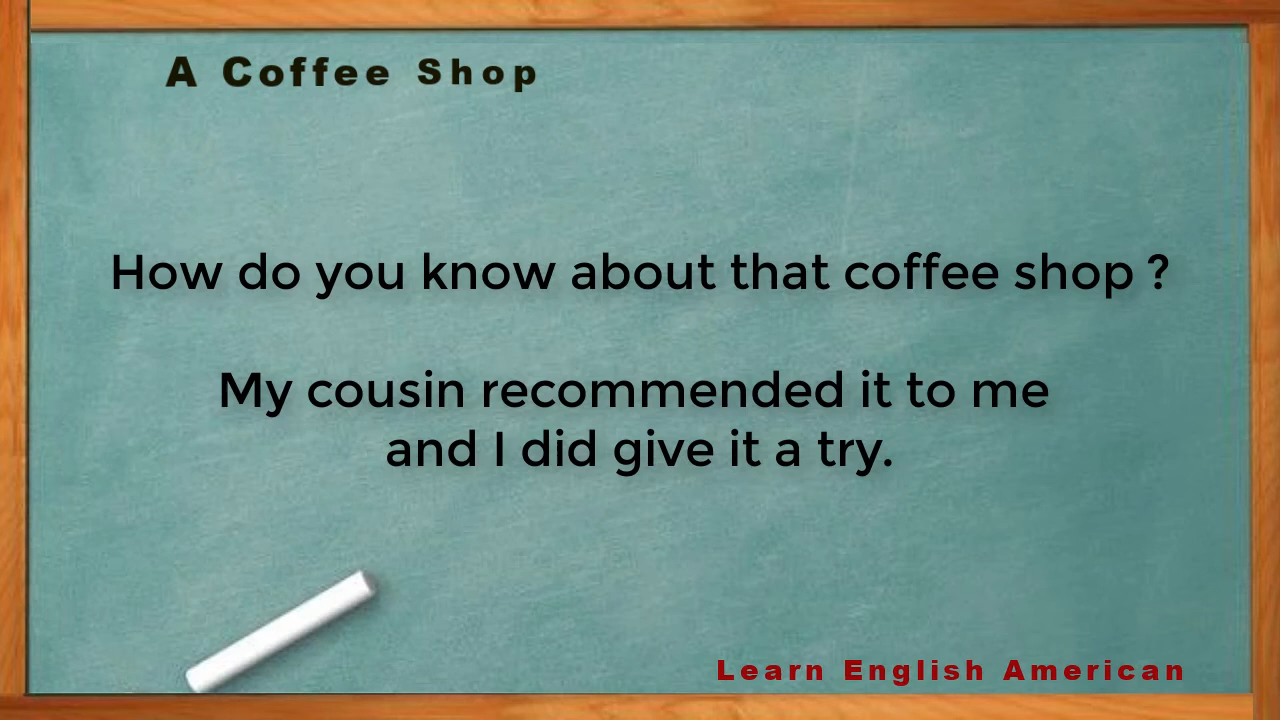 A Coffee Shop
How do you know about that coffee shop ?
My cousin recommended it to me
and I did give it a try.
Learn English American